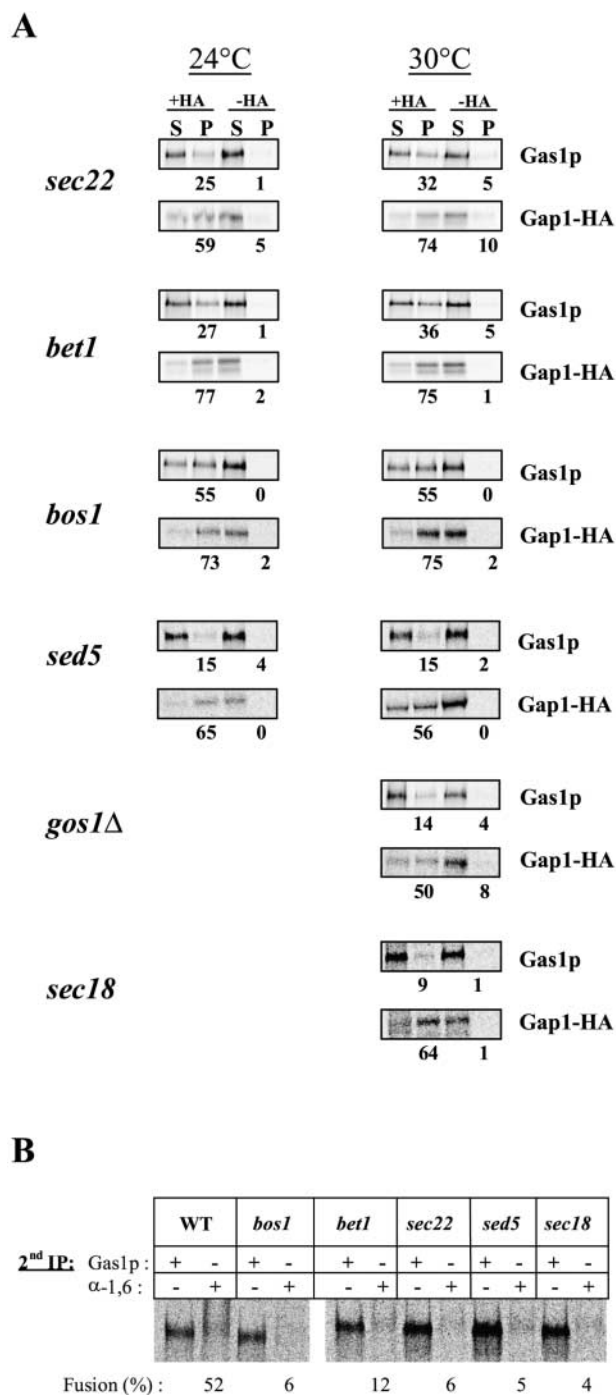 A
24°C 30°C
+HA -HA +HA -HA
S P S P S P S P
sec22
Gas1p
25 1 32 5
Gap1-HA
59 5 74 10
bet1
Gas1p
27 1 36 5
Gap1-HA
77 2 75 1
bos1
Gas1p
55 0 55 0
Gap1-HA
73 2 75 2
sed5
Gas1p
15 4 15 2
Gap1-HA
65 0 56 0
gos1Δ
Gas1p
14 4
Gap1-HA
50 8
sec18
Gas1p
9 1
Gap1-HA
64 1
B
WT bos1 bet1 sec22 sed5 sec18
2nd IP: Gas1p : + - + - + - + - + - + -
α-1,6 : - + - + - + - + - + - +
Fusion (%) : 52 6 12 6 5 4